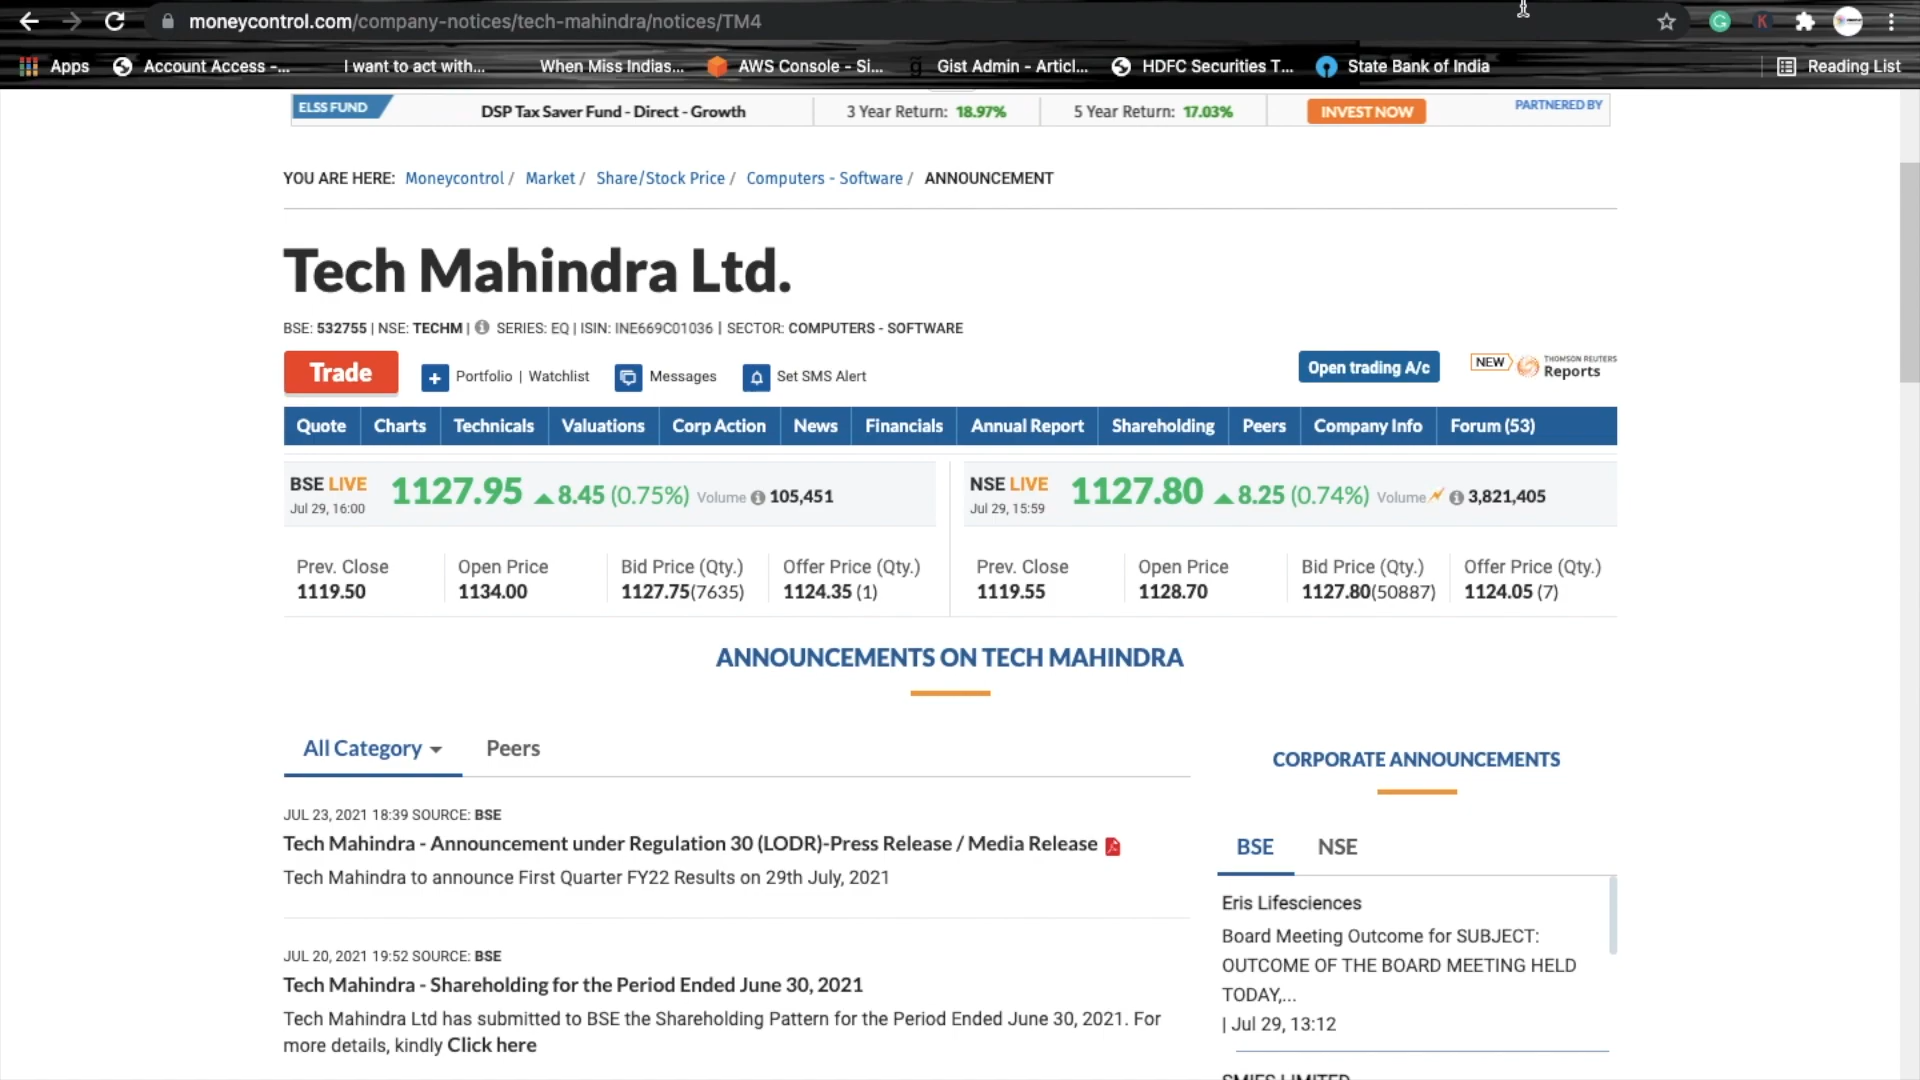 moneycontrol.com/company-notices/tech-mahindra/notices/TM4
Apps Account Access -... I want to act with... When Miss Indias... AWS Console - Si... Gist Admin - Articl... HDFC Securities T... State Bank of India Reading List
ELSS FUND DSP Tax Saver Fund - Direct - Growth 3 Year Return: 18.97% 5 Year Return: 17.03% INVEST NOW PARTNERED BY
YOU ARE HERE: Moneycontrol / Market / Share/Stock Price / Computers - Software / ANNOUNCEMENT
Tech Mahindra Ltd.
BSE: 532755 | NSE: TECHM | SERIES: EQ | ISIN: INE669C01036 | SECTOR: COMPUTERS - SOFTWARE
Trade Portfolio | Watchlist Messages Set SMS Alert Open trading A/c NEW THOMSON REUTERS Reports
Quote Charts Technicals Valuations Corp Action News Financials Annual Report Shareholding Peers Company Info Forum (53)
BSE LIVE 1127.95 8.45 (0.75%) Volume 105,451
Jul 29, 16:00
Prev. Close Open Price Bid Price (Qty.) Offer Price (Qty.)
1119.50 1134.00 1127.75(7635) 1124.35 (1)
NSE LIVE 1127.80 8.25 (0.74%) Volume 3,821,405
Jul 29, 15:59
Prev. Close Open Price Bid Price (Qty.) Offer Price (Qty.)
1119.55 1128.70 1127.80(50887) 1124.05 (7)
ANNOUNCEMENTS ON TECH MAHINDRA
All Category Peers
JUL 23, 2021 18:39 SOURCE: BSE
Tech Mahindra - Announcement under Regulation 30 (LODR)-Press Release / Media Release
Tech Mahindra to announce First Quarter FY22 Results on 29th July, 2021
JUL 20, 2021 19:52 SOURCE: BSE
Tech Mahindra - Shareholding for the Period Ended June 30, 2021
Tech Mahindra Ltd has submitted to BSE the Shareholding Pattern for the Period Ended June 30, 2021. For
more details, kindly Click here
CORPORATE ANNOUNCEMENTS
BSE NSE
Eris Lifesciences
Board Meeting Outcome for SUBJECT:
OUTCOME OF THE BOARD MEETING HELD
TODAY,...
| Jul 29, 13:12